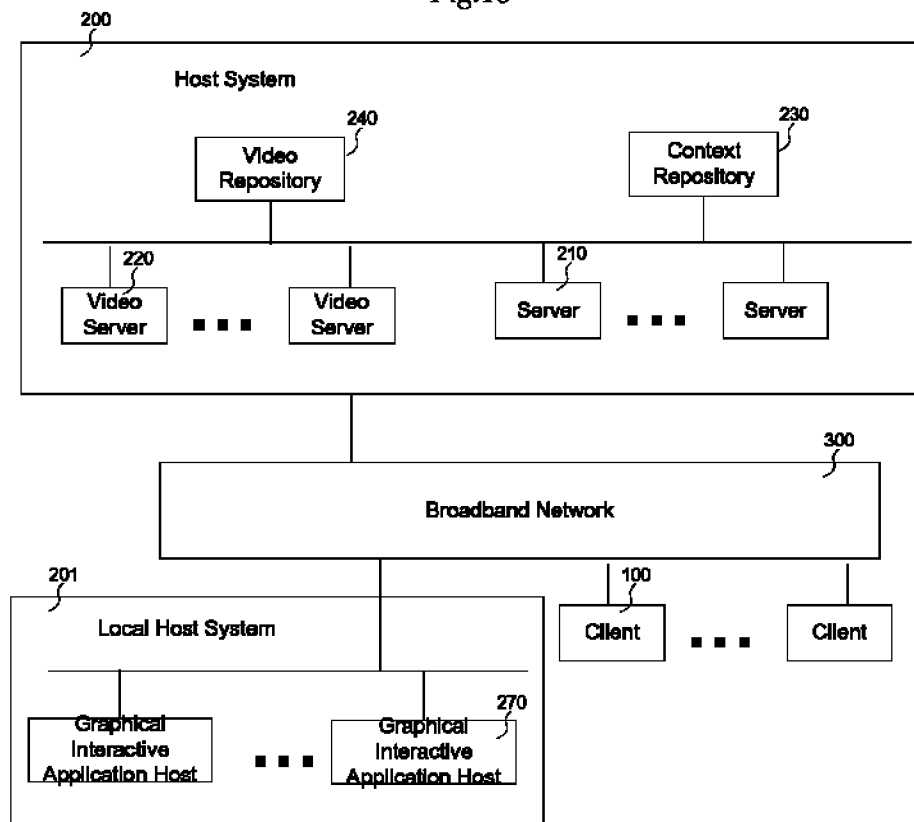 200
Host System
240
230
Video
Repository
Context
Repository
220
210
Video
Server
Video
Server
Server
Server
300
Broadband Network
201
100
Local Host System
Client
Client
270
Graphical
Interactive
Application Host
Graphical
Interactive
Application Host